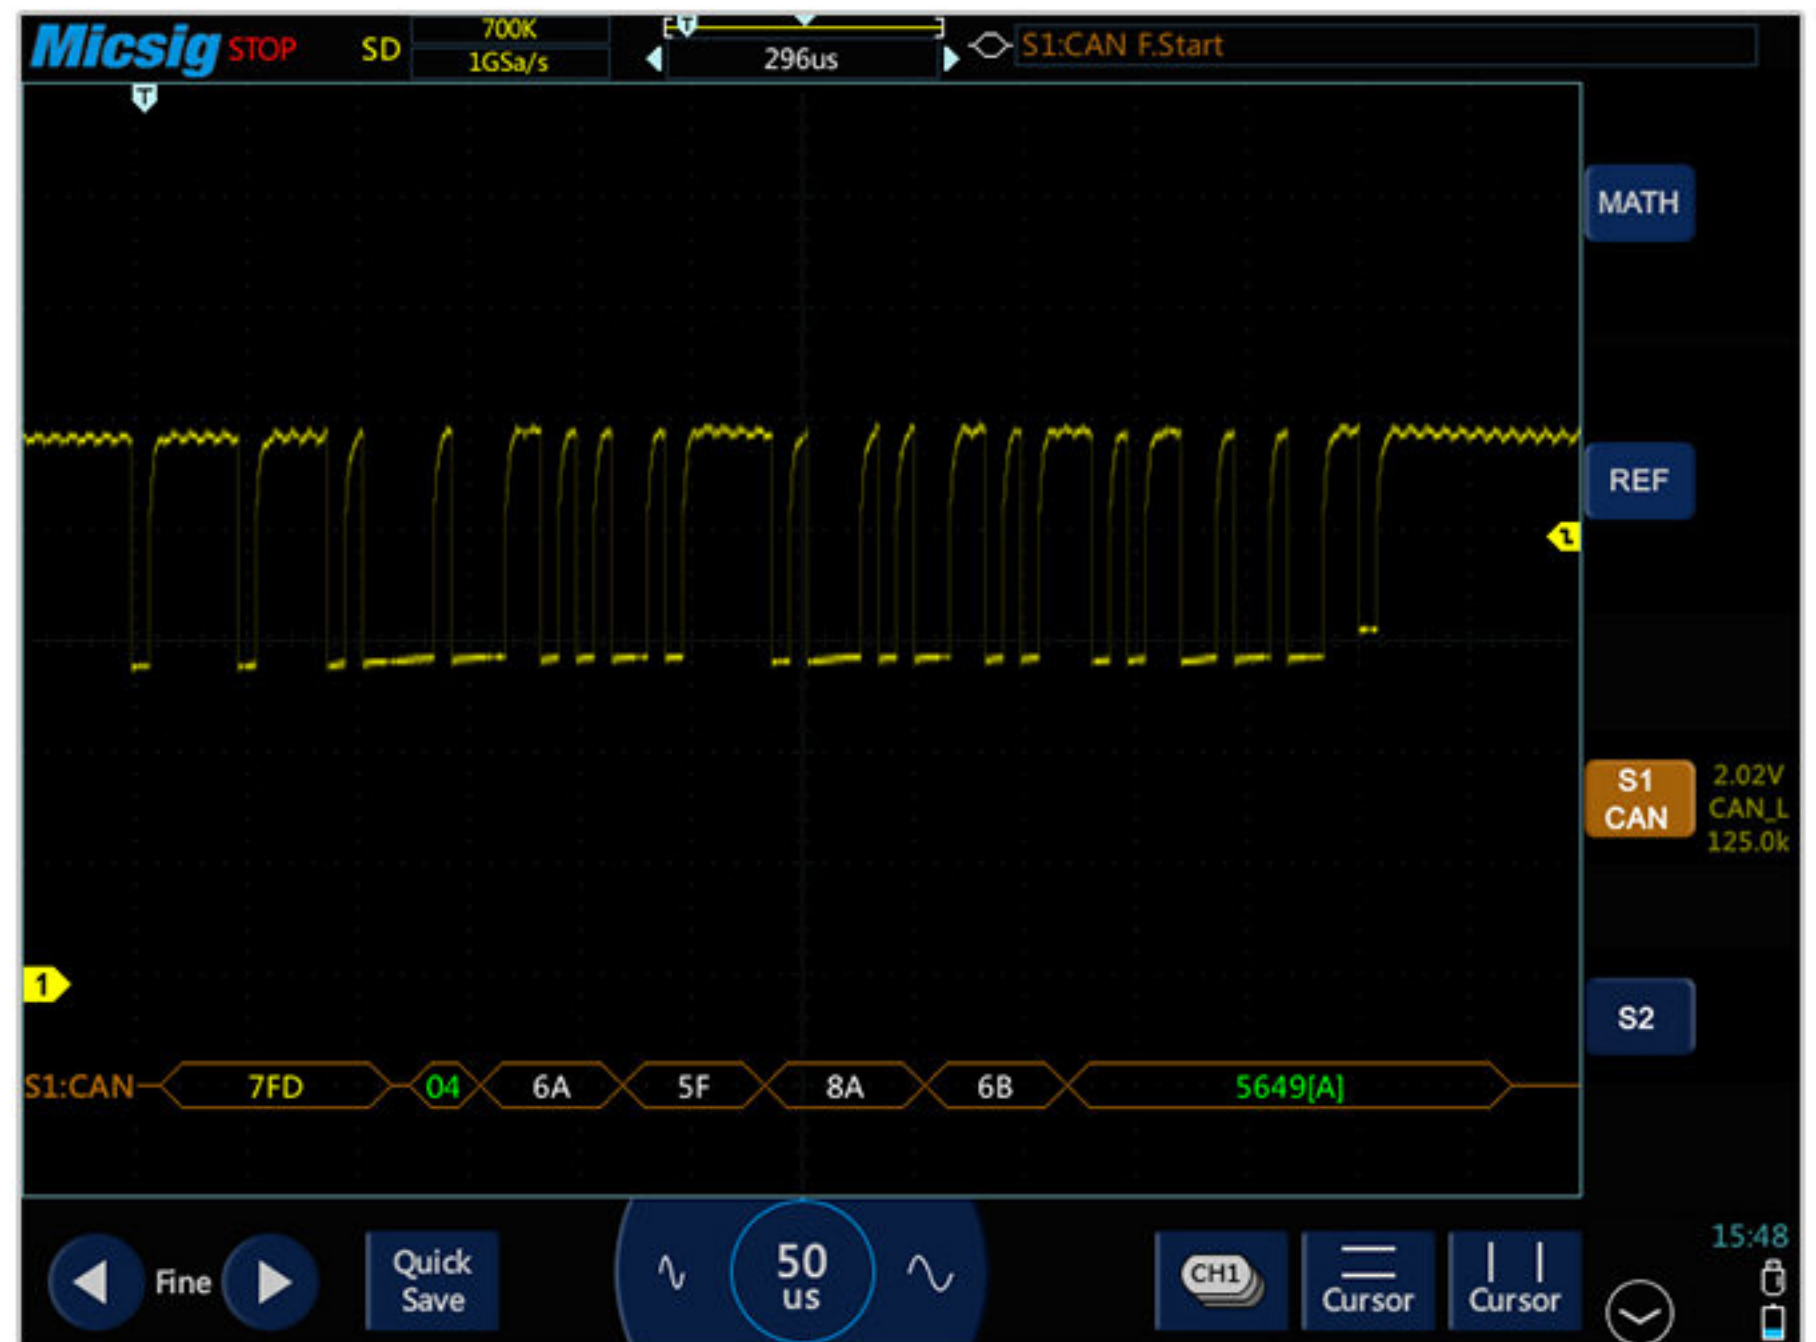 Micsig STOP SD 700K 1GSa/s T 296us S1:CAN F.Start
T
MATH
REF
S1
CAN
2.02V
CAN_L
125.0k
1
S2
S1:CAN 7FD 04 6A 5F 8A 6B 5649[A]
Fine
Quick
Save
50
us
CH1
Cursor
Cursor
15:48